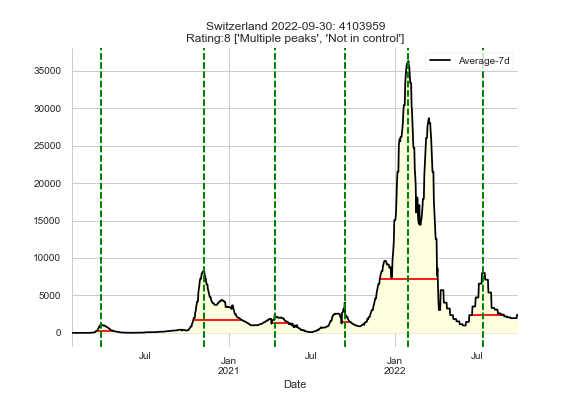 Switzerland 2022-09-30: 4103959
Rating:8 ['Multiple peaks', 'Not in control']
Average-7d
35000
30000
25000
20000
15000
10000
5000
0
Jul
Jan
2021
Jul
Jan
2022
Jul
Date